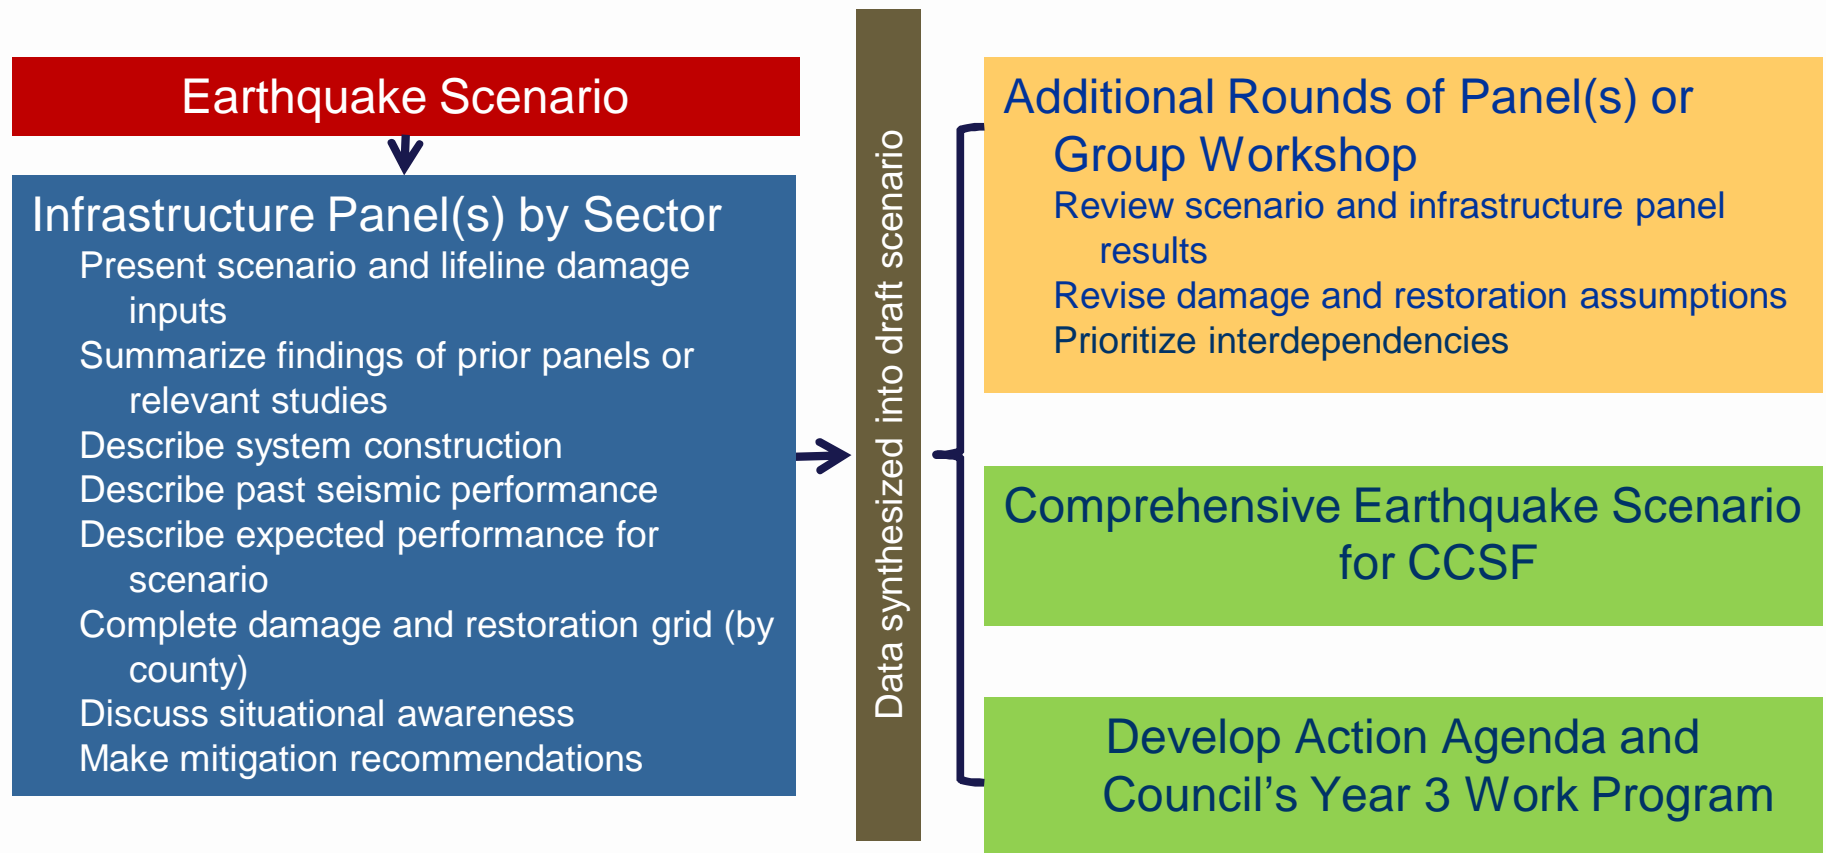 Earthquake Scenario
Infrastructure Panel(s) by Sector
Present scenario and lifeline damage
inputs
Summarize findings of prior panels or
relevant studies
Describe system construction
Describe past seismic performance
Describe expected performance for
scenario
Complete damage and restoration grid (by
county)
Discuss situational awareness
Make mitigation recommendations
Data synthesized into draft scenario
Additional Rounds of Panel(s) or
Group Workshop
Review scenario and infrastructure panel
results
Revise damage and restoration assumptions
Prioritize interdependencies
Comprehensive Earthquake Scenario
for CCSF
Develop Action Agenda and
Council’s Year 3 Work Program